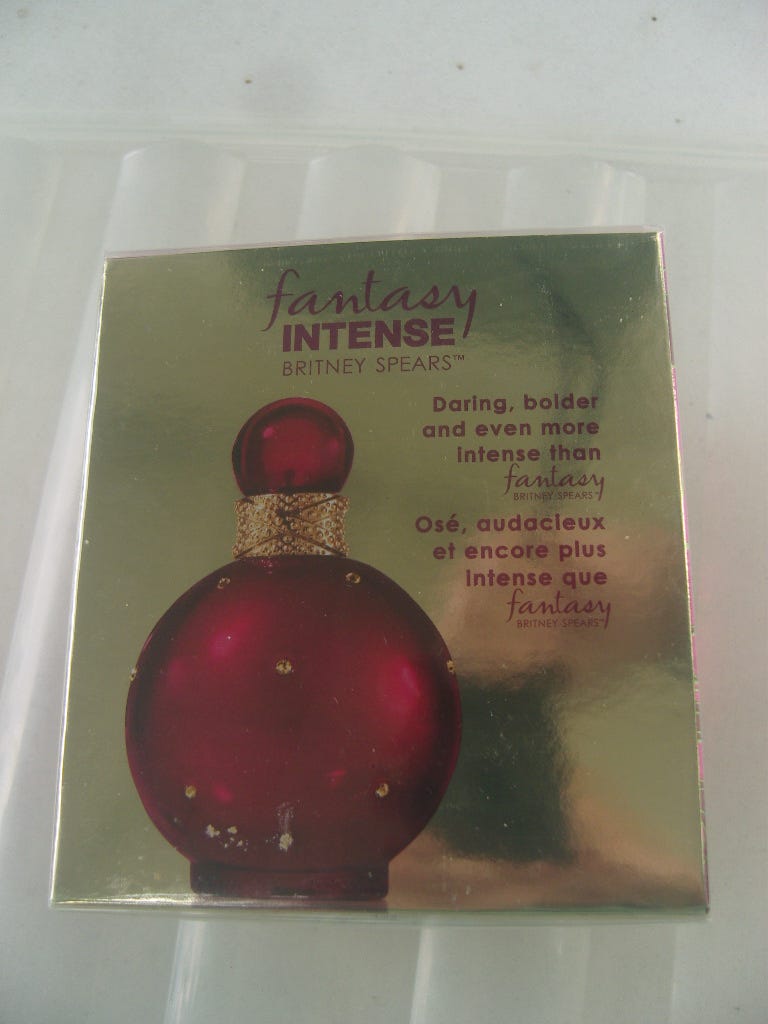 fantasy
INTENSE
BRITNEY SPEARS™
Daring, bolder
and even more
intense than
fantasy
BRITNEY SPEARS™
Osé, audacieux
et encore plus
intense que
fantasy
BRITNEY SPEARS™